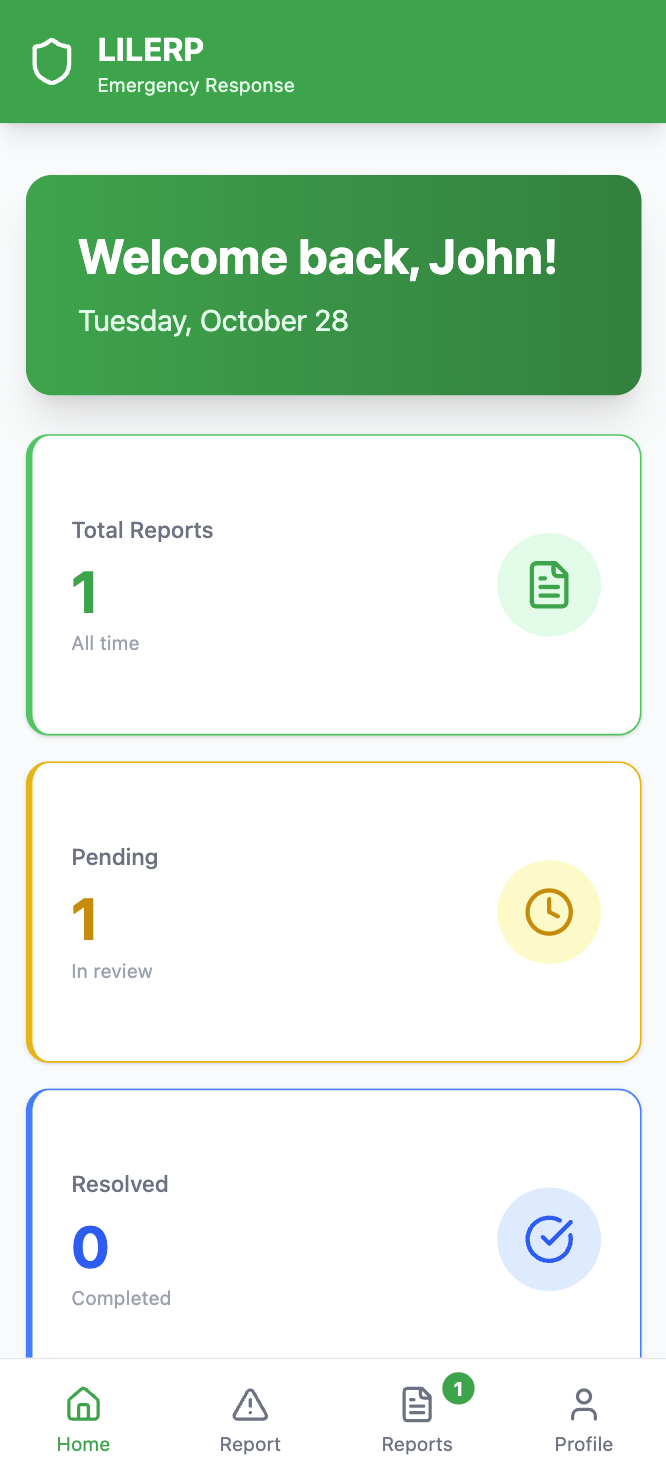 LILERP
Emergency Response
Welcome back, John!
Tuesday, October 28
Total Reports
1
All time
Pending
1
In review
Resolved
0
Completed
1
Home
Report
Reports
Profile